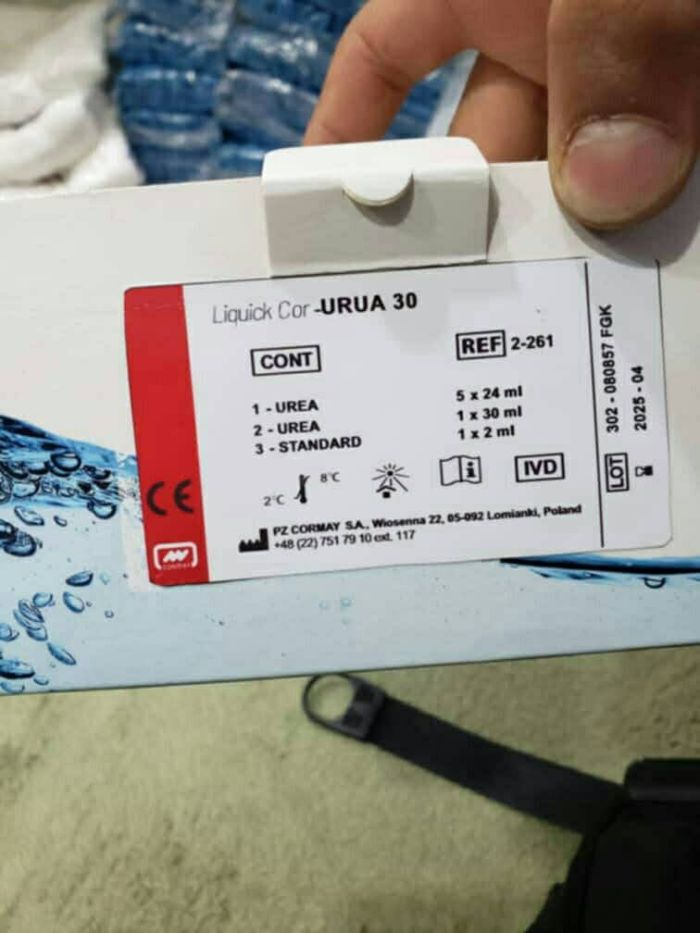 Liquick Cor -URUA 30
CONT
REF 2-261
1 - UREA 5 x 24 ml
2 - UREA 1 x 30 ml
3 - STANDARD 1 x 2 ml
2°C 8°C
IVD
CE
PZ CORMAY S.A., Wiosenna 22, 05-092 Lomianki, Poland
+48 (22) 751 79 10 ext. 117
CORMAY
LOT 302 - 080857 FGK
2025 - 04